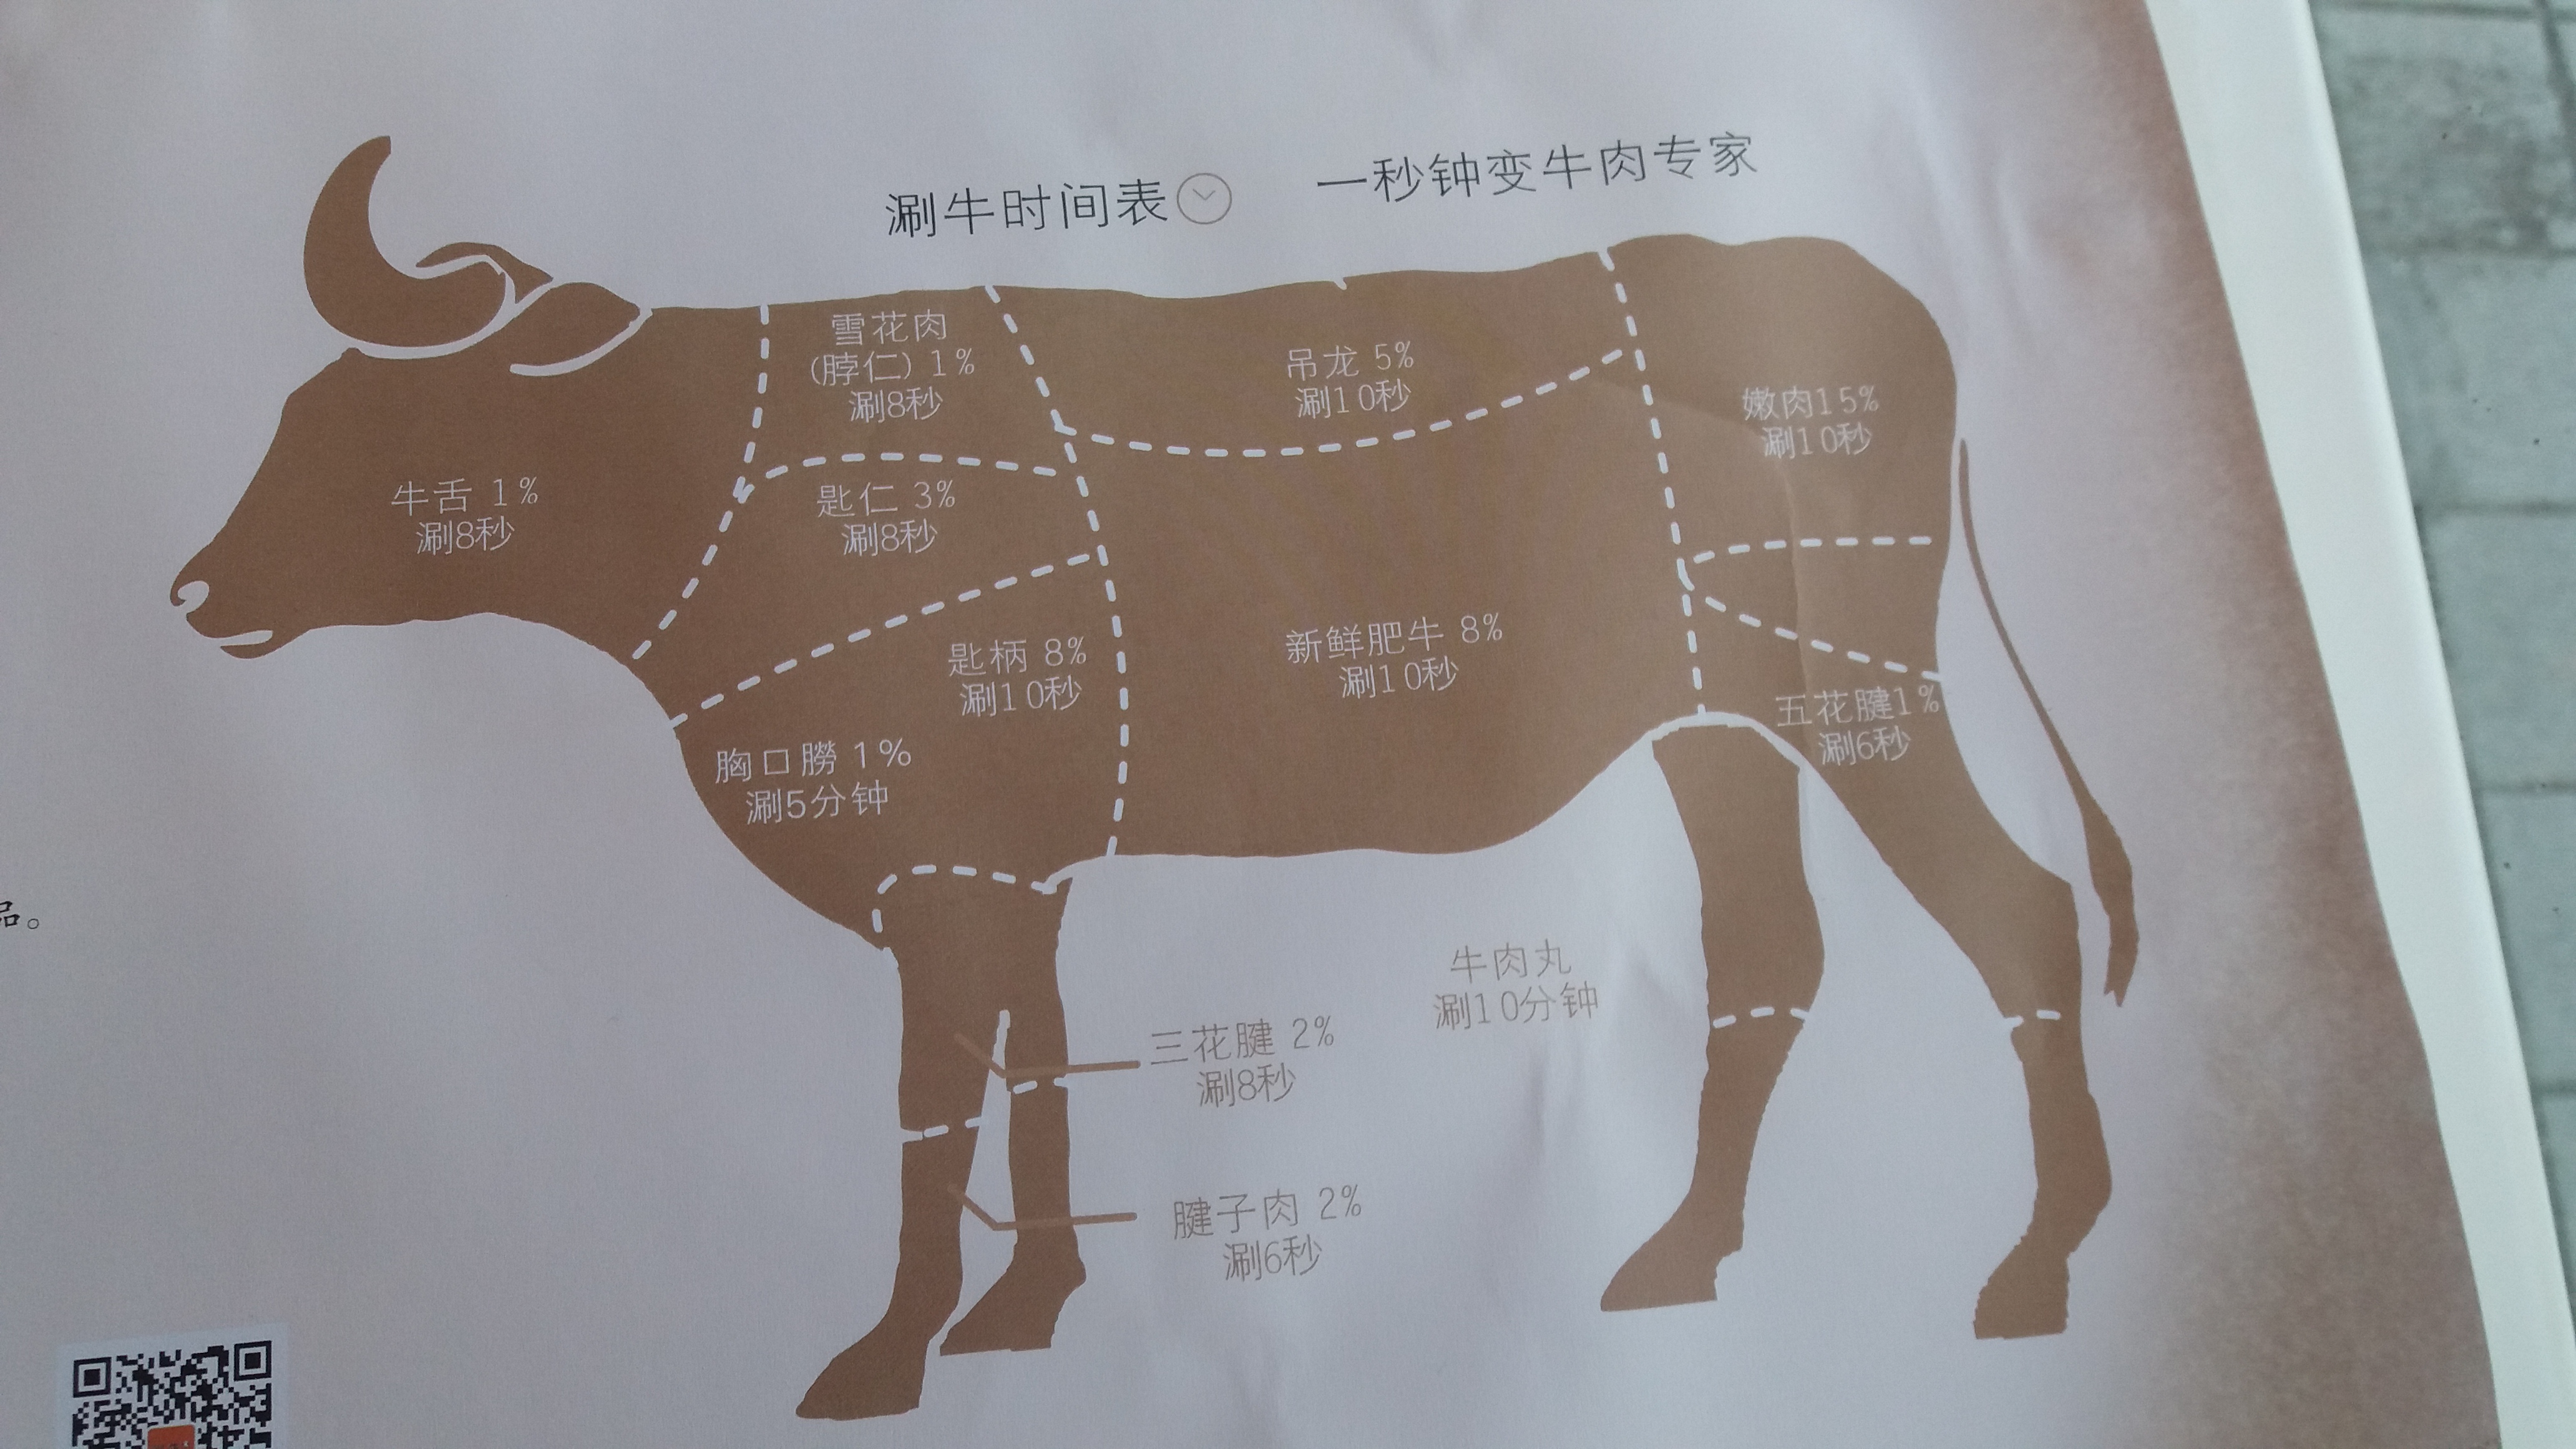 品。
涮牛时间表 一秒钟变牛肉专家
牛舌 1%
涮8秒
雪花肉
(脖仁) 1%
涮8秒
匙仁 3%
涮8秒
匙柄 8%
涮10秒
胸口朥 1%
涮5分钟
吊龙 5%
涮10秒
新鲜肥牛 8%
涮10秒
嫩肉15%
涮10秒
五花腱1%
涮6秒
三花腱 2%
涮8秒
腱子肉 2%
涮6秒
牛肉丸
涮10分钟